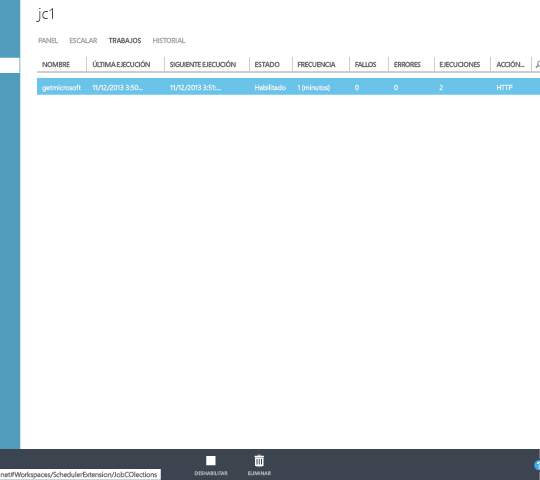 jc1
PANEL ESCALAR TRABAJOS HISTORIAL
NOMBRE ÚLTIMA EJECUCIÓN SIGUIENTE EJECUCIÓN ESTADO FRECUENCIA FALLOS ERRORES EJECUCIONES ACCIÓN...
getmicrosoft 11/12/2013 3:50... 11/12/2013 3:51:... Habilitado 1 (minutos) 0 0 2 HTTP
DESHABILITAR ELIMINAR
net#Workspaces/SchedulerExtension/JobCOlections